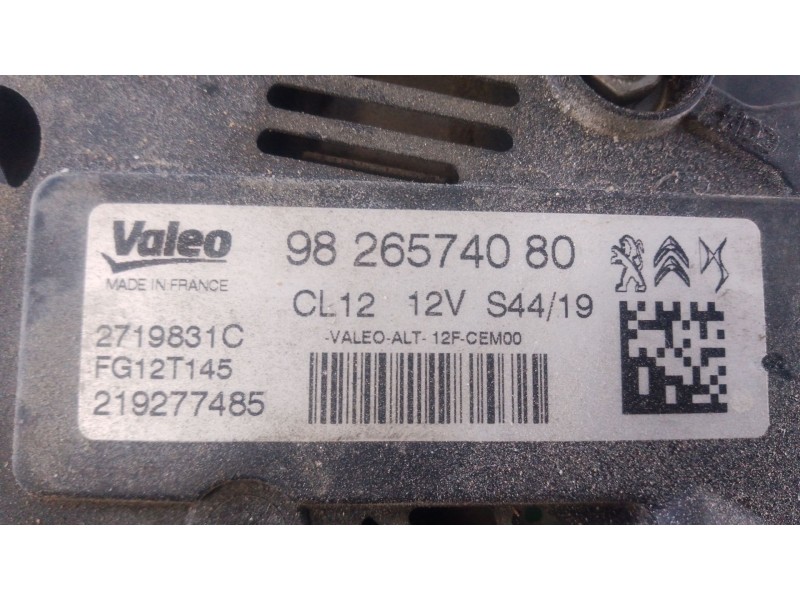 Valeo 98 265740 80
MADE IN FRANCE
CL12 12V S44/19
2719831C -VALEO-ALT- 12F-CEM00
FG12T145
219277485